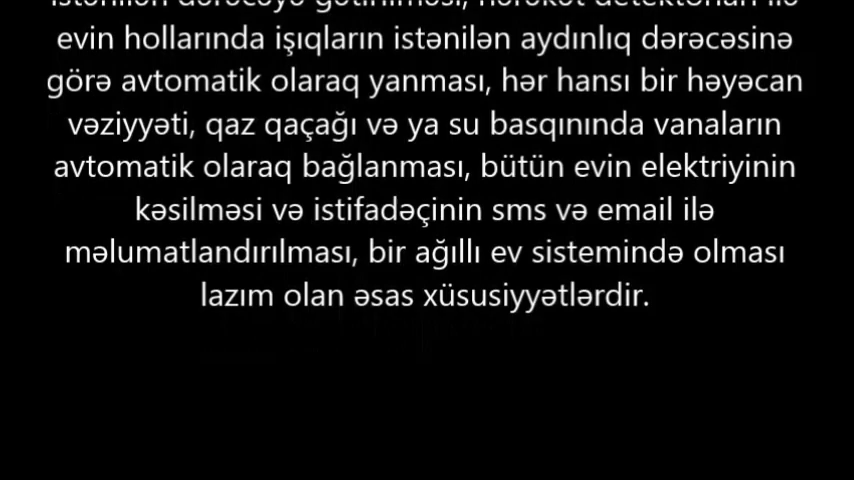 evin hollarında işıqların istənilən aydınlıq dərəcəsinə
görə avtomatik olaraq yanması, hər hansı bir həyəcan
vəziyyəti, qaz qaçağı və ya su basqınında vanaların
avtomatik olaraq bağlanması, bütün evin elektriyinin
kəsilməsi və istifadəçinin sms və email ilə
məlumatlandırılması, bir ağıllı ev sistemində olması
lazım olan əsas xüsusiyyətlərdir.